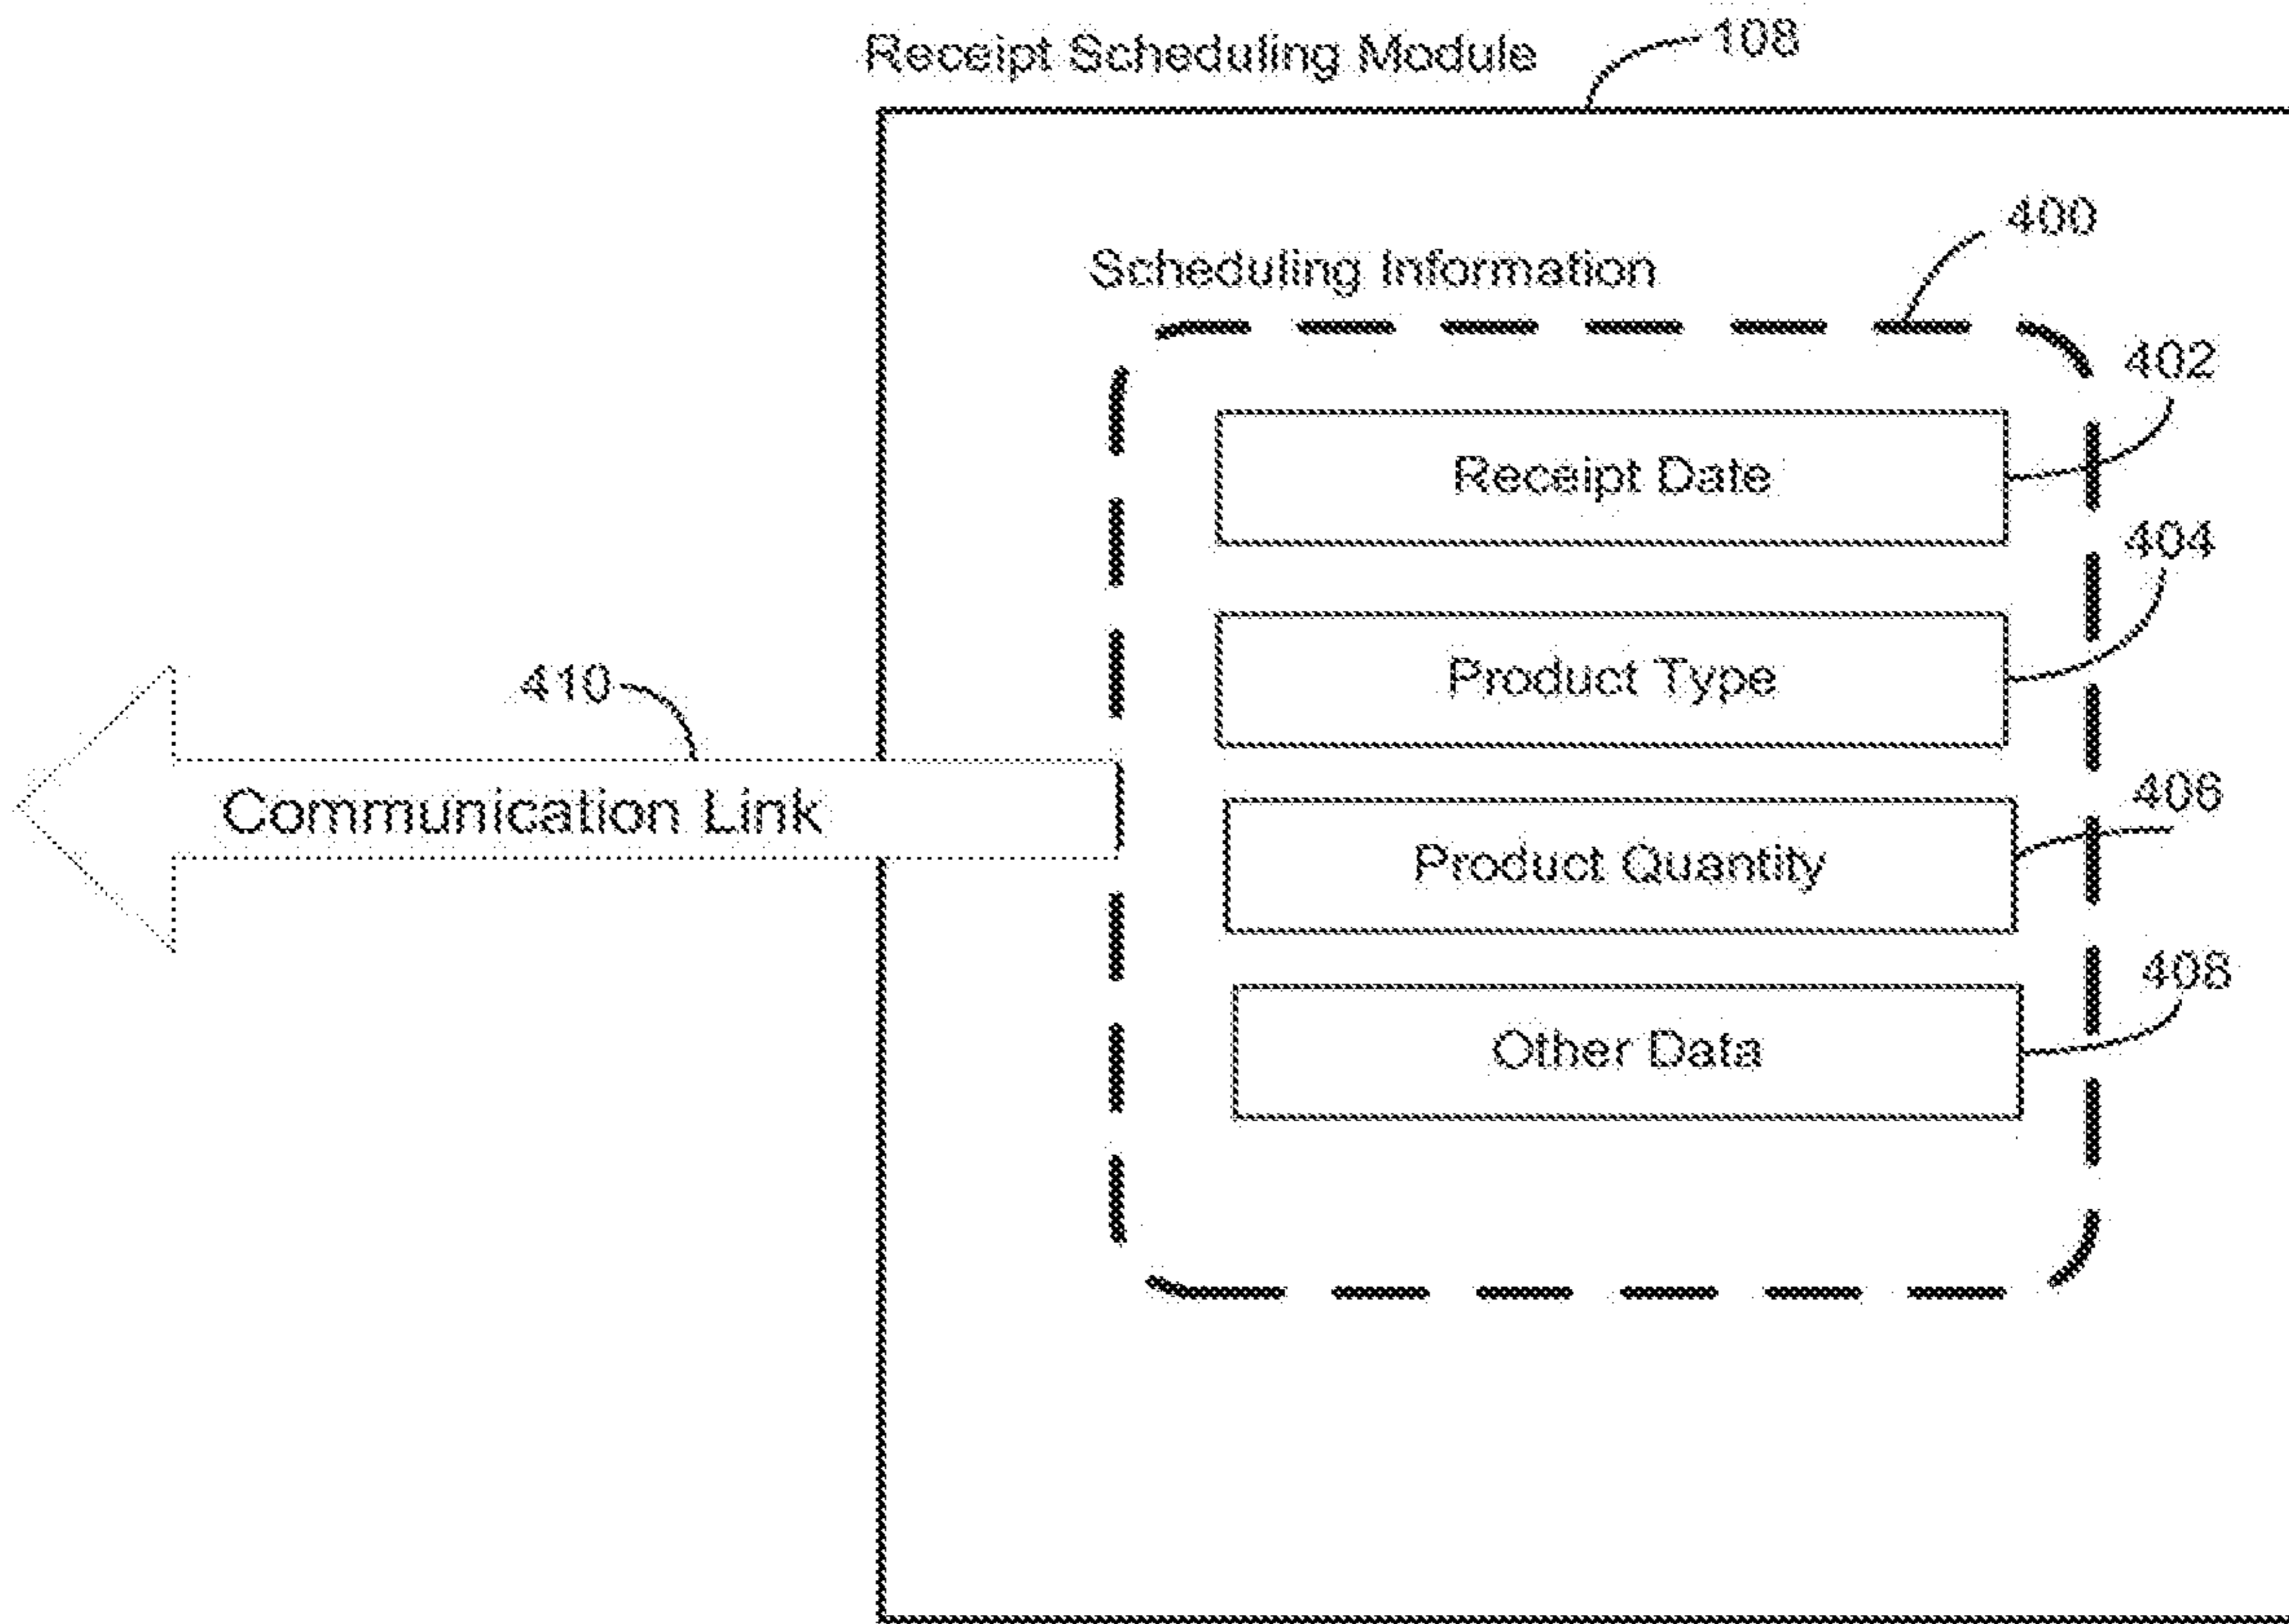 Receipt Scheduling Module 108
400
Scheduling Information
402
Receipt Date
404
Product Type
410
406
Communication Link
Product Quantity
408
Other Data